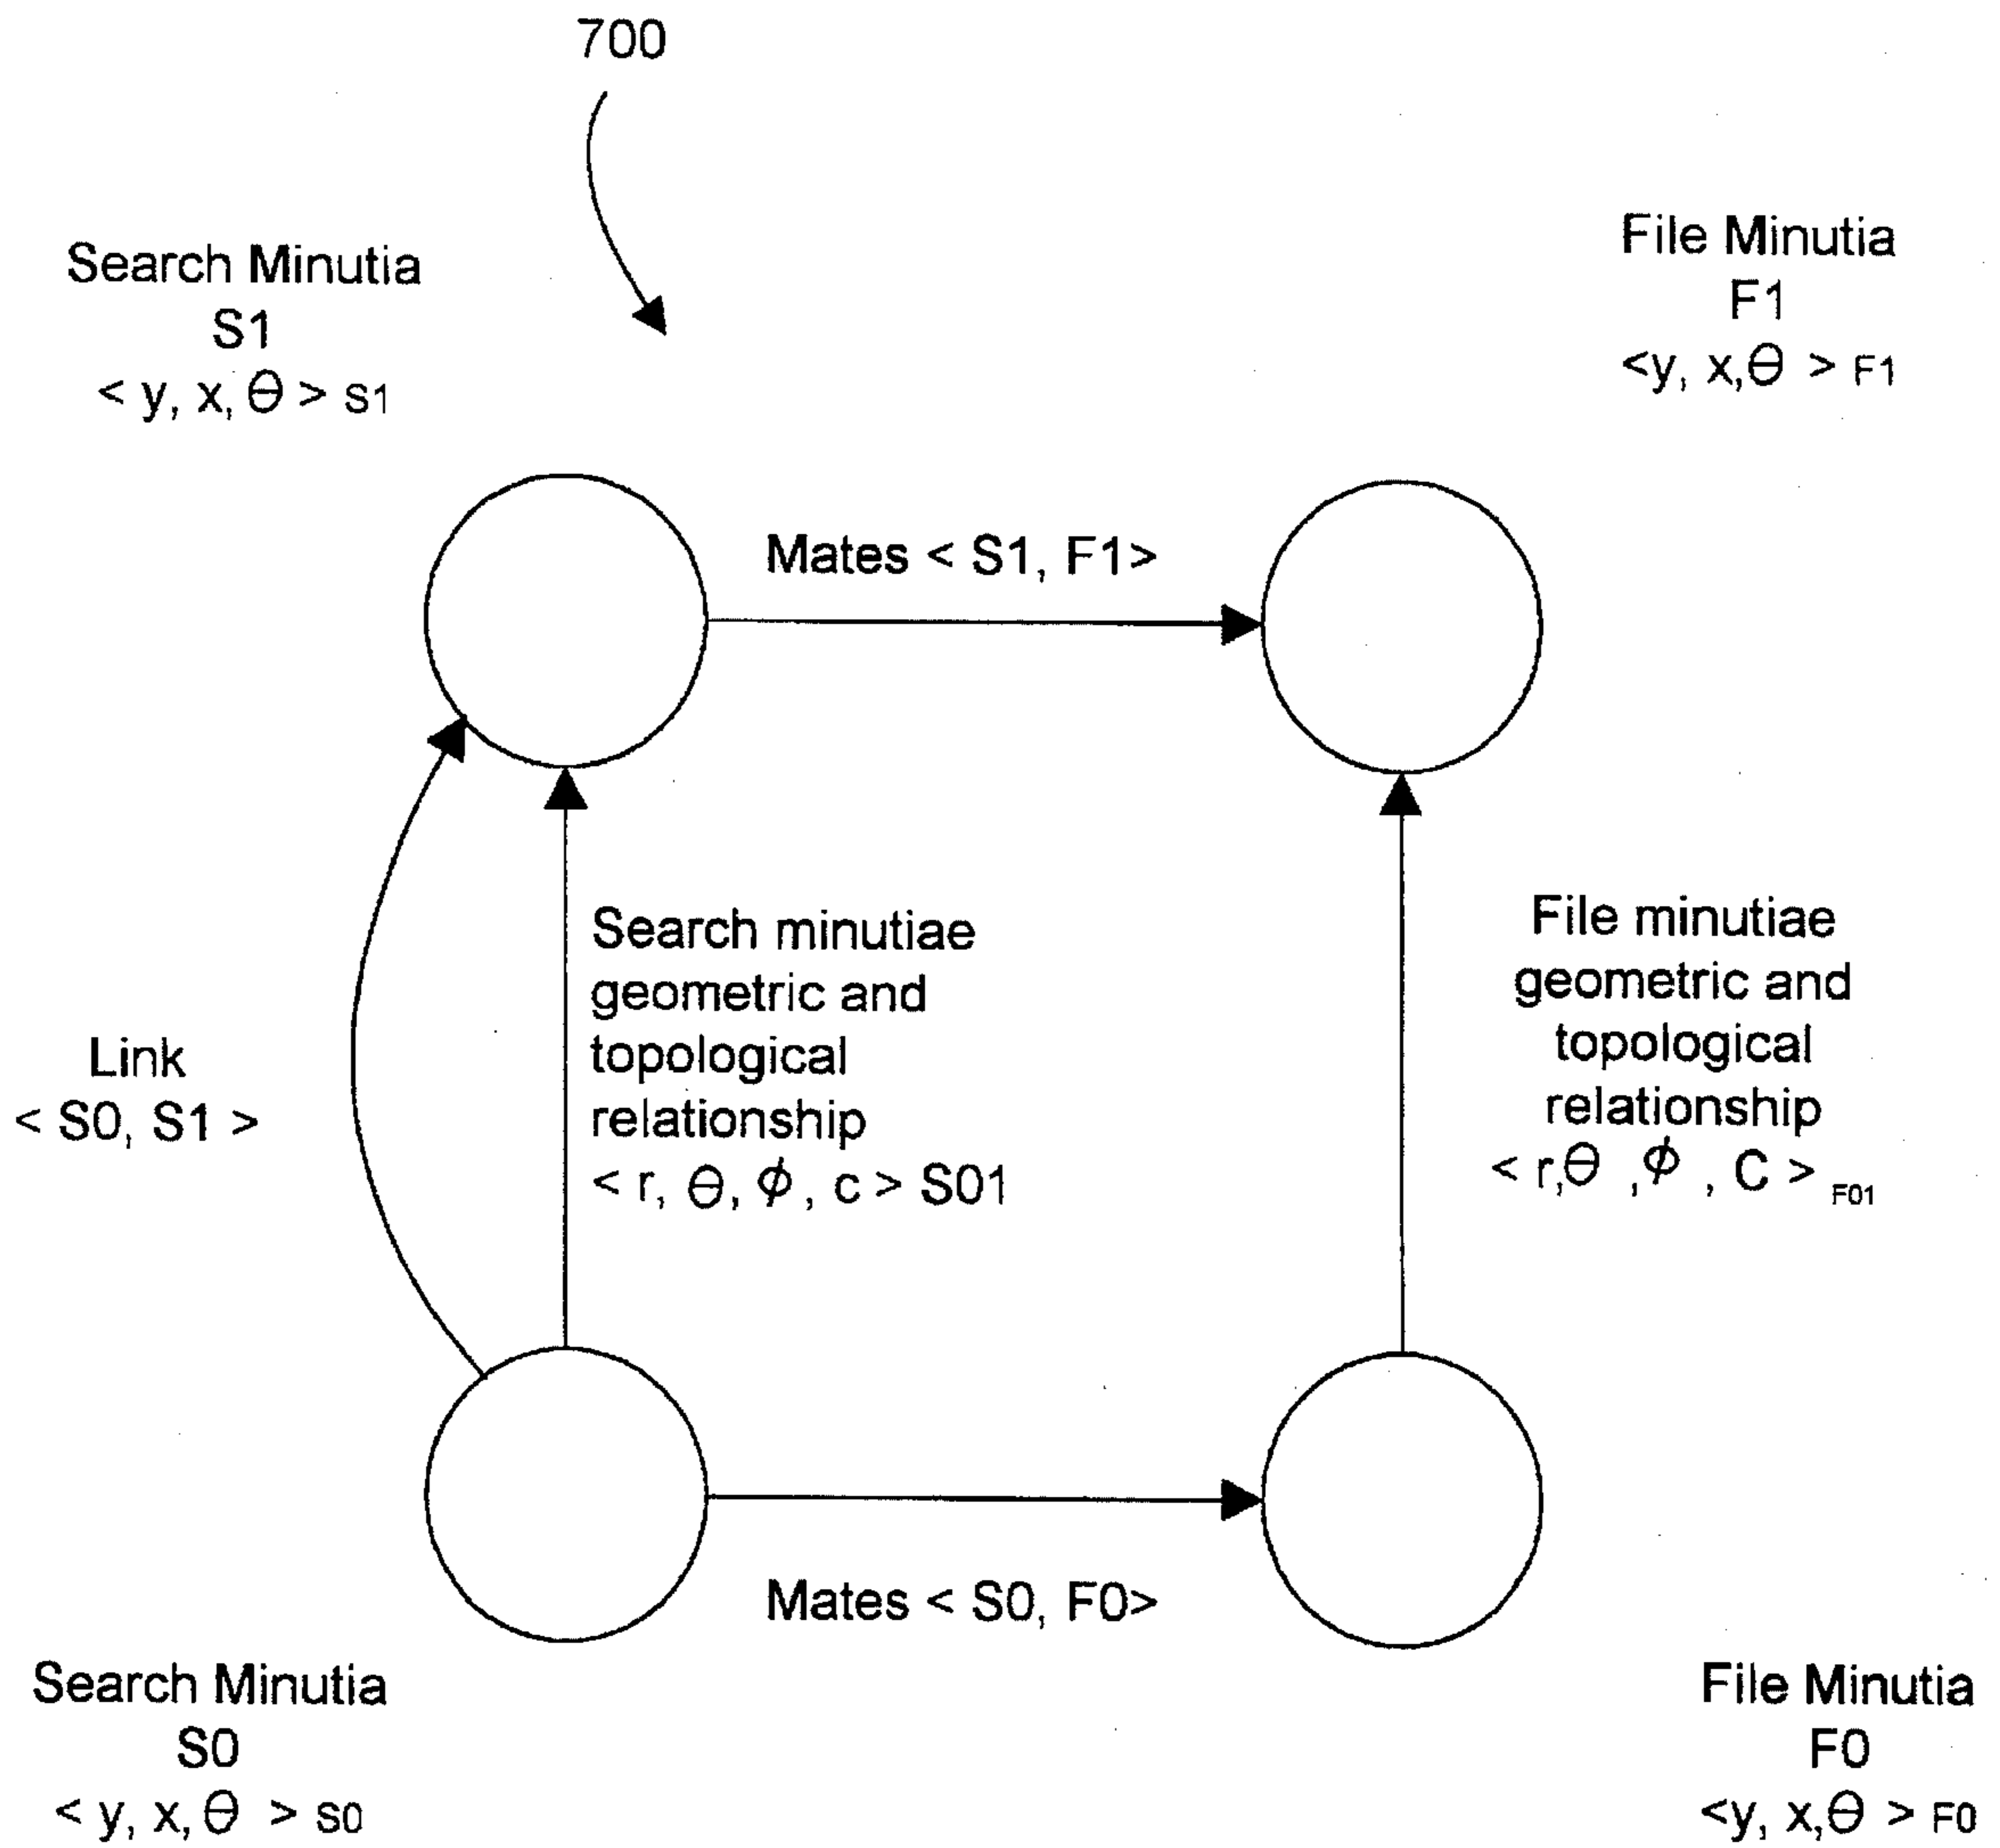 700
Search Minutia
S1
< y, x, θ > S1
File Minutia
F1
<y, x,θ > F1
Mates < S1, F1>
Link
< S0, S1 >
Search minutiae
geometric and
topological
relationship
< r, θ, ϕ, c > S01
File minutiae
geometric and
topological
relationship
< r,θ ,ϕ , C > F01
Mates < S0, F0>
Search Minutia
S0
< y, x,θ > S0
File Minutia
F0
<y, x,θ > F0